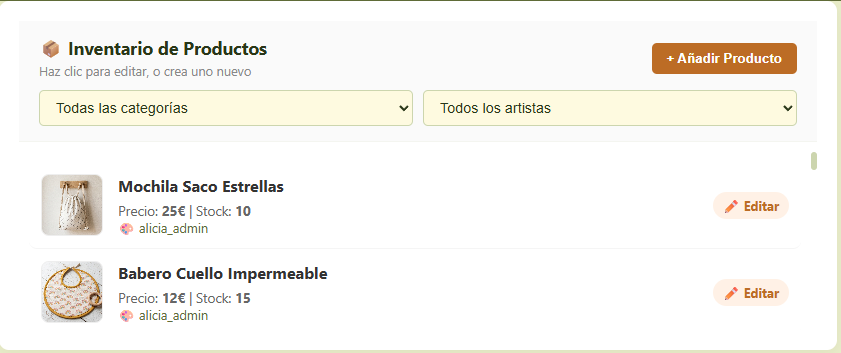 Inventario de Productos
Haz clic para editar, o crea uno nuevo
+ Añadir Producto
Todas las categorías
Todos los artistas
Mochila Saco Estrellas
Precio: 25€ | Stock: 10
alicia_admin
Editar
Babero Cuello Impermeable
Precio: 12€ | Stock: 15
alicia_admin
Editar